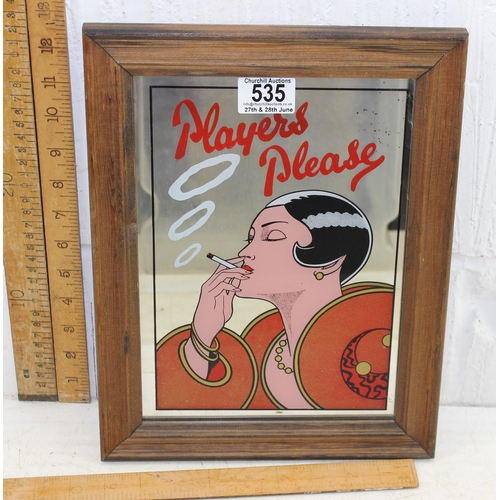 Churchill Auctions
535
27th & 28th June
Players
Please